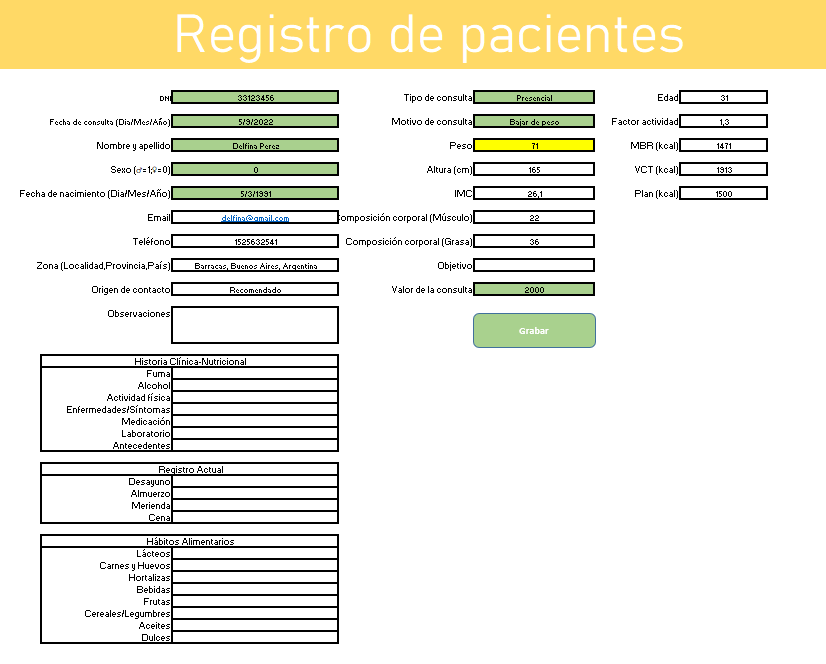 Registro de pacientes
DNI 33123456 Tipo de consulta Presencial Edad 31
Fecha de consulta (Dia/Mes/Año) 5/9/2022 Motivo de consulta Bajar de peso Factor actividad 1,3
Nombre y apellido Delfina Perez Peso 71 MBR (kcal) 1471
Sexo (♂=1;♀=0) 0 Altura (cm) 165 VCT (kcal) 1913
Fecha de nacimiento (Dia/Mes/Año) 5/3/1991 IMC 26,1 Plan (kcal) 1500
Email delfina@gmail.com omposición corporal (Músculo) 22
Teléfono 1525632541 Composición corporal (Grasa) 36
Zona (Localidad,Provincia,País) Barracas, Buenos Aires, Argentina Objetivo
Origen de contacto Recomendado Valor de la consulta 2000
Observaciones
Grabar
Historia Clínica-Nutricional
Fuma
Alcohol
Actividad física
Enfermedades/Síntomas
Medicación
Laboratorio
Antecedentes
Registro Actual
Desayuno
Almuerzo
Merienda
Cena
Hábitos Alimentarios
Lácteos
Carnes y Huevos
Hortalizas
Bebidas
Frutas
Cereales/Legumbres
Aceites
Dulces